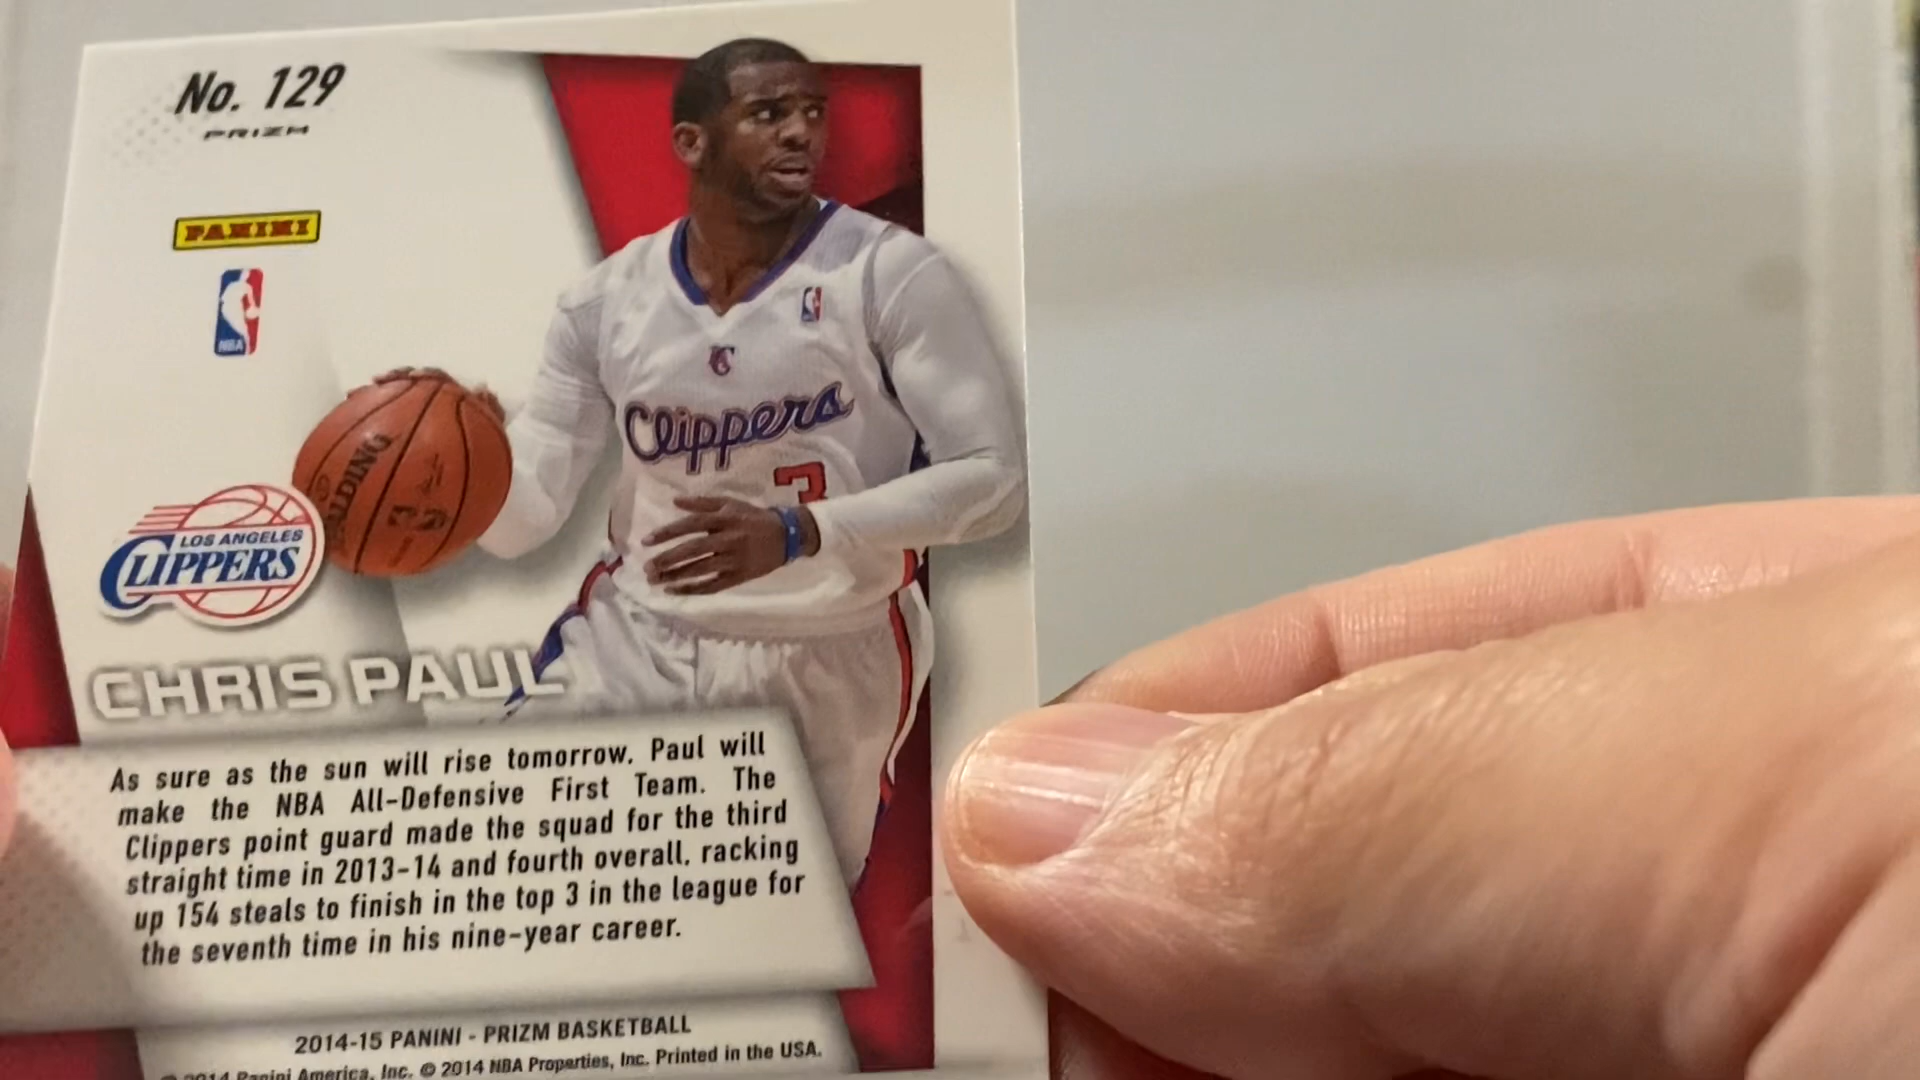 No. 129
PRIZM
PANINI
NBA
SPALDING
Clippers
3
LOS ANGELES
CLIPPERS
CHRIS PAUL
As sure as the sun will rise tomorrow, Paul will
make the NBA All-Defensive First Team. The
Clippers point guard made the squad for the third
straight time in 2013-14 and fourth overall, racking
up 154 steals to finish in the top 3 in the league for
the seventh time in his nine-year career.
2014-15 PANINI - PRIZM BASKETBALL
© 2014 Panini America, Inc. © 2014 NBA Properties, Inc. Printed in the USA.